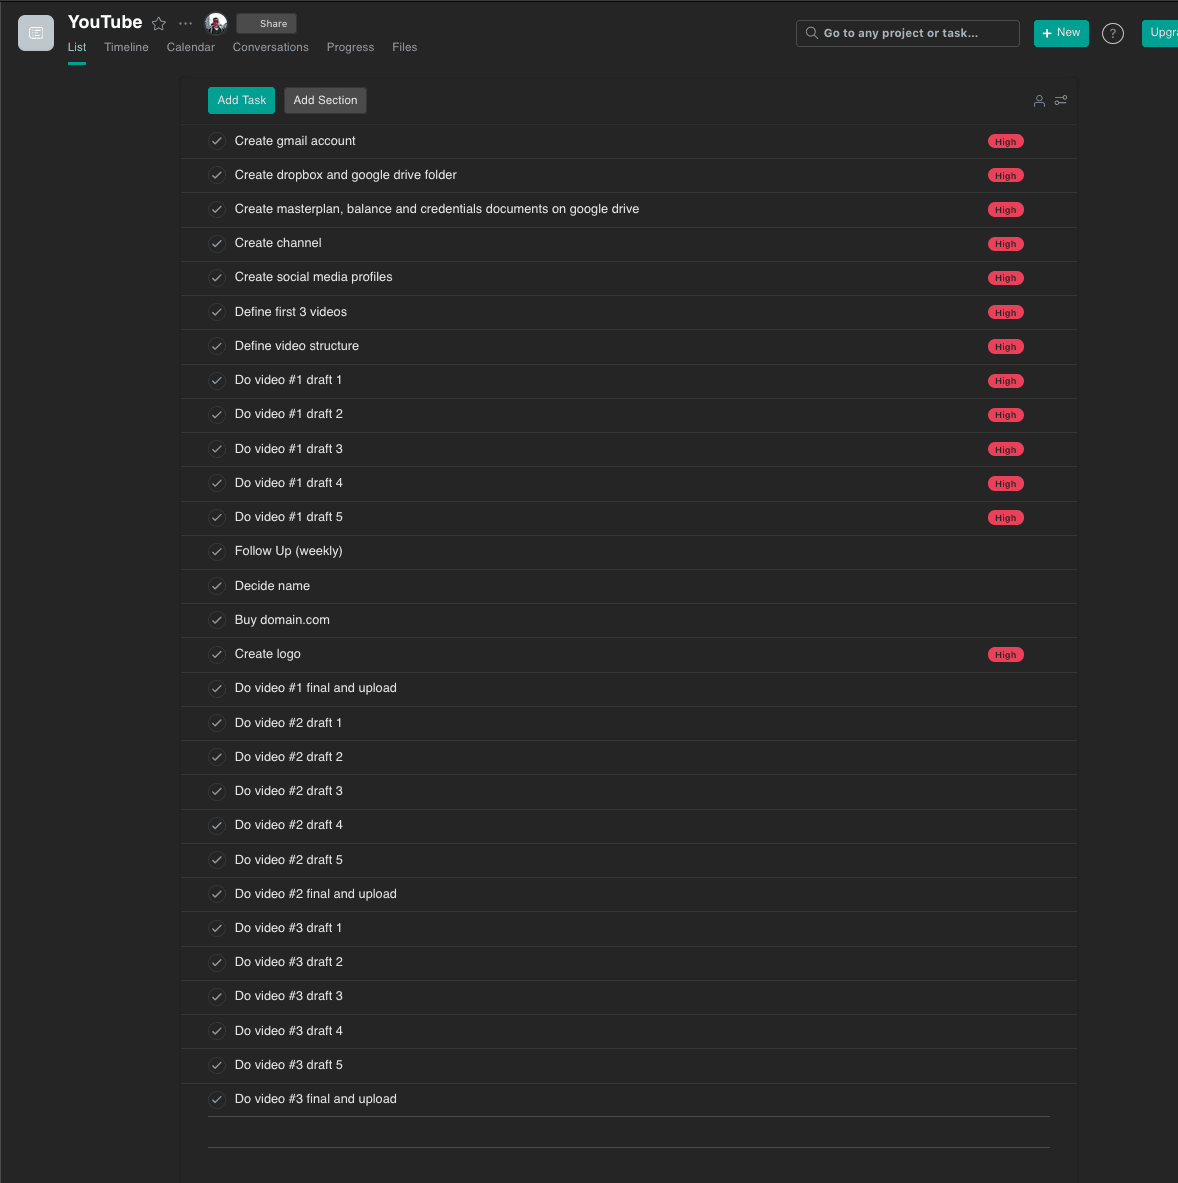 YouTube
Share
List Timeline Calendar Conversations Progress Files
Go to any project or task...
+ New
?
Upgra
Add Task Add Section
Create gmail account High
Create dropbox and google drive folder High
Create masterplan, balance and credentials documents on google drive High
Create channel High
Create social media profiles High
Define first 3 videos High
Define video structure High
Do video #1 draft 1 High
Do video #1 draft 2 High
Do video #1 draft 3 High
Do video #1 draft 4 High
Do video #1 draft 5 High
Follow Up (weekly)
Decide name
Buy domain.com
Create logo High
Do video #1 final and upload
Do video #2 draft 1
Do video #2 draft 2
Do video #2 draft 3
Do video #2 draft 4
Do video #2 draft 5
Do video #2 final and upload
Do video #3 draft 1
Do video #3 draft 2
Do video #3 draft 3
Do video #3 draft 4
Do video #3 draft 5
Do video #3 final and upload